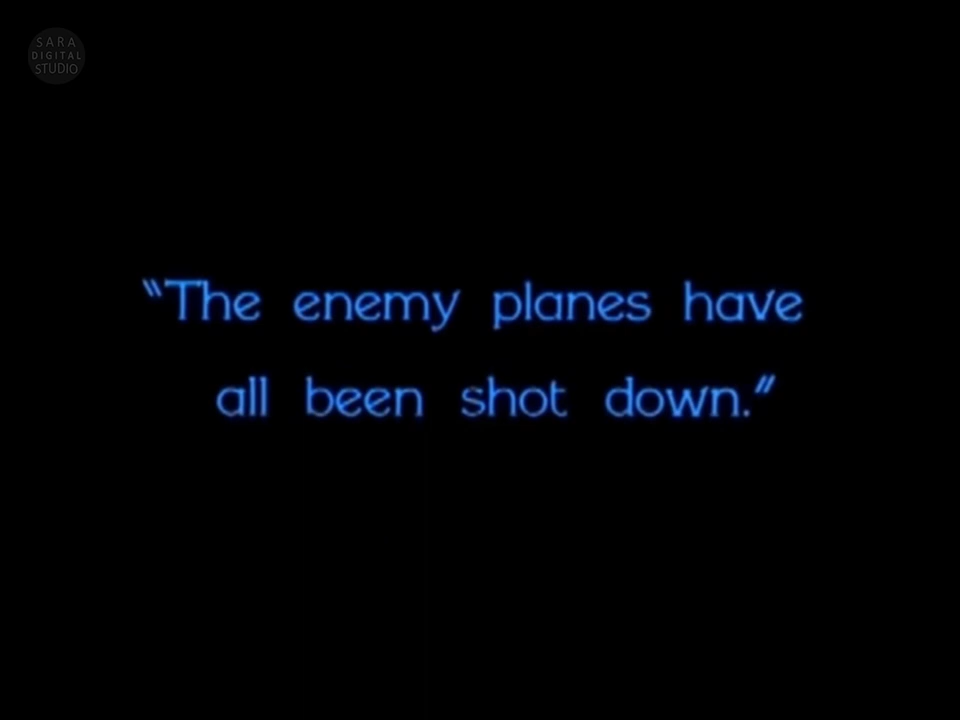 SARA
DIGITAL
STUDIO
“The enemy planes have
all been shot down.”